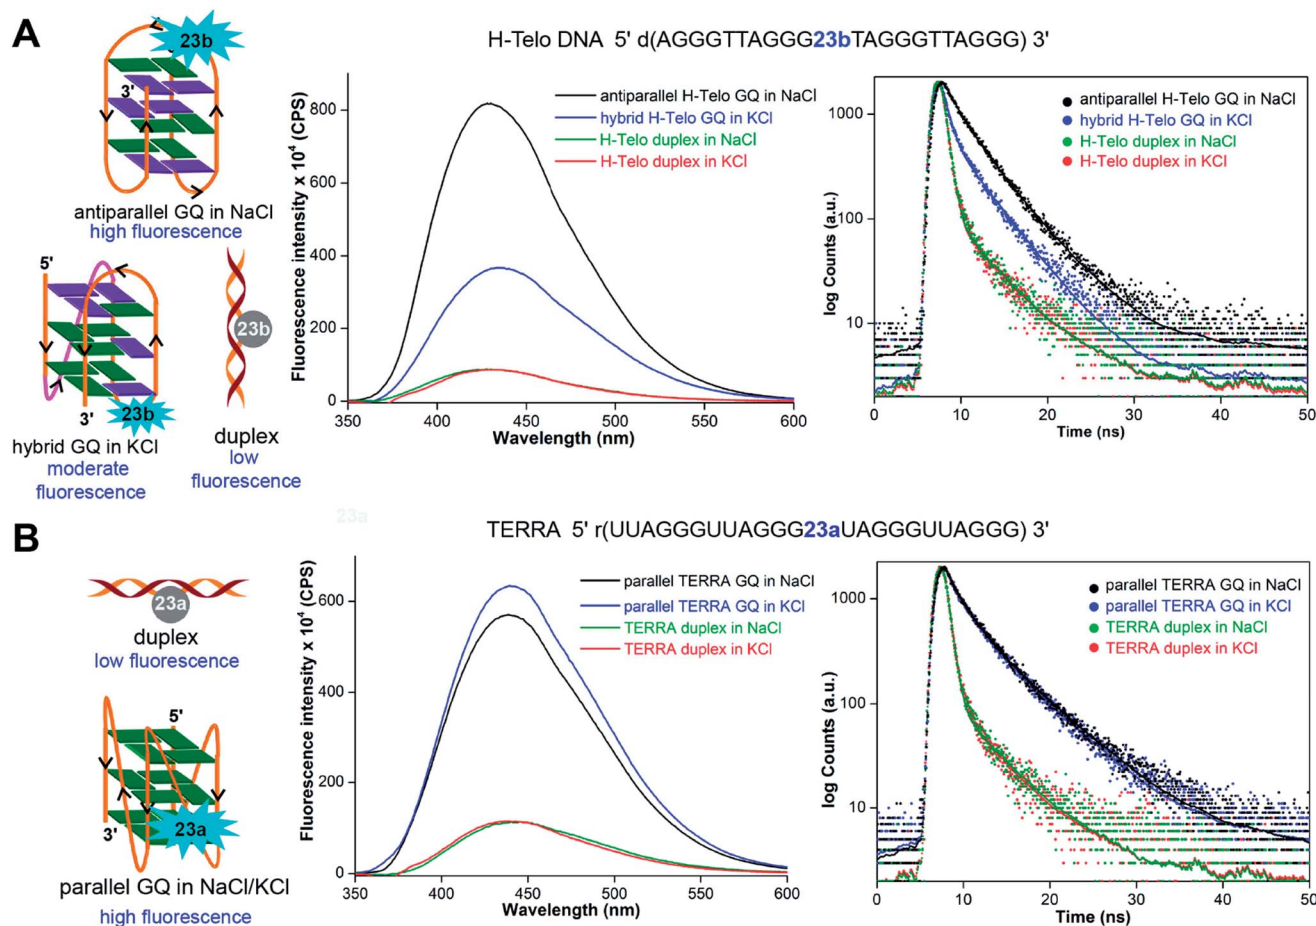 A
H-Telo DNA 5' d(AGGGTTAGGG23bTAGGGTTAGGG) 3'
23b
3'
antiparallel GQ in NaCl
high fluorescence
5'
3'
23b
hybrid GQ in KCl
moderate
fluorescence
23b
duplex
low
fluorescence
Fluorescence intensity x 10⁴ (CPS)
800
600
400
200
0
350 400 450 500 550 600
Wavelength (nm)
antiparallel H-Telo GQ in NaCl
hybrid H-Telo GQ in KCl
H-Telo duplex in NaCl
H-Telo duplex in KCl
log Counts (a.u.)
1000
100
10
0 10 20 30 40 50
Time (ns)
antiparallel H-Telo GQ in NaCl
hybrid H-Telo GQ in KCl
H-Telo duplex in NaCl
H-Telo duplex in KCl
B
23a
TERRA 5' r(UUAGGGUUAGGG23aUAGGGUUAGGG) 3'
23a
duplex
low fluorescence
5'
3'
23a
parallel GQ in NaCl/KCl
high fluorescence
Fluorescence intensity x 10⁴ (CPS)
600
400
200
0
350 400 450 500 550 600
Wavelength (nm)
parallel TERRA GQ in NaCl
parallel TERRA GQ in KCl
TERRA duplex in NaCl
TERRA duplex in KCl
log Counts (a.u.)
1000
100
10
0 10 20 30 40 50
Time (ns)
parallel TERRA GQ in NaCl
parallel TERRA GQ in KCl
TERRA duplex in NaCl
TERRA duplex in KCl